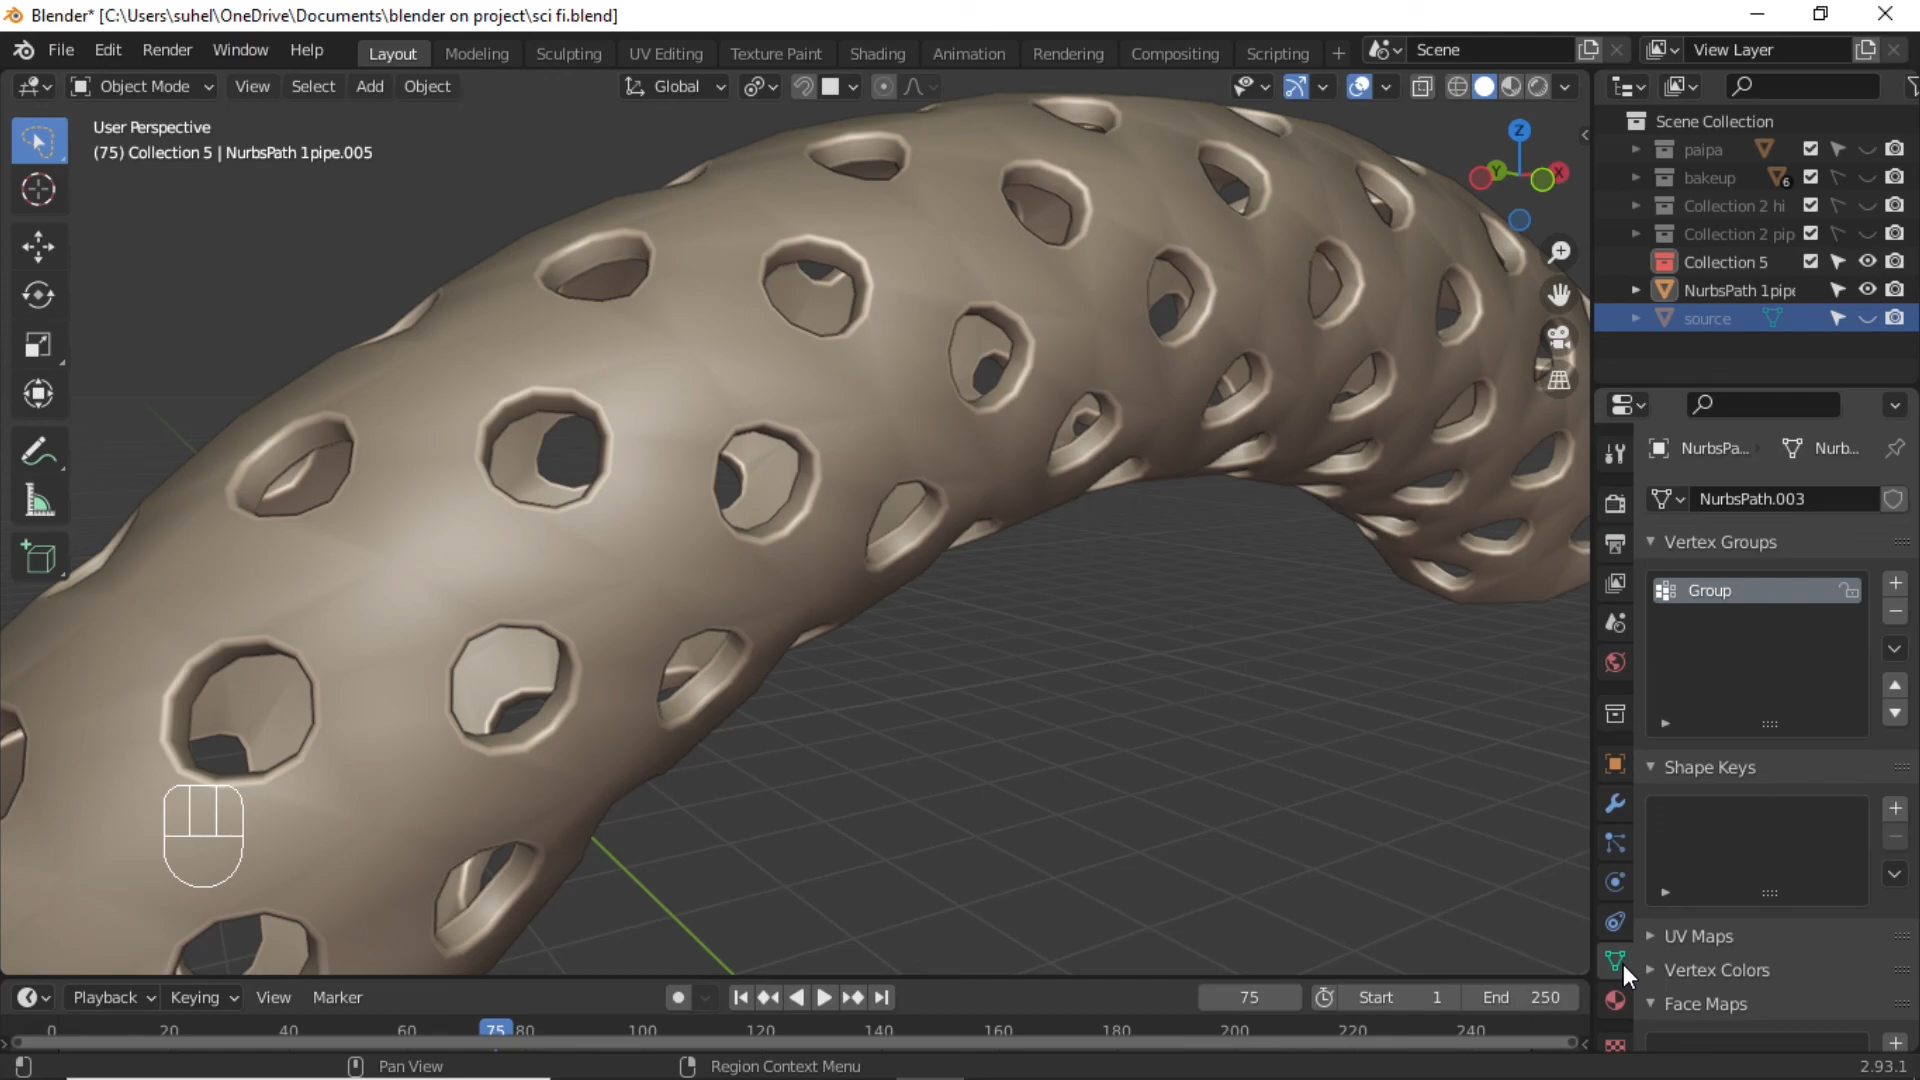 Blender* [C:\Users\suhel\OneDrive\Documents\blender on project\sci fi.blend]
File Edit Render Window Help Layout Modeling Sculpting UV Editing Texture Paint Shading Animation Rendering Compositing Scripting + Scene View Layer
Object Mode View Select Add Object Global
User Perspective
(75) Collection 5 | NurbsPath 1pipe.005
Z
Y
X
Scene Collection
paipa
bakeup 6
Collection 2 hi
Collection 2 pip
Collection 5
NurbsPath 1pipe
source
NurbsPa... Nurb...
NurbsPath.003
Vertex Groups
Group
Shape Keys
UV Maps
Vertex Colors
Face Maps
Playback Keying View Marker 75 Start 1 End 250
0 20 40 60 75 80 100 120 140 160 180 200 220 240
Pan View Region Context Menu 2.93.1